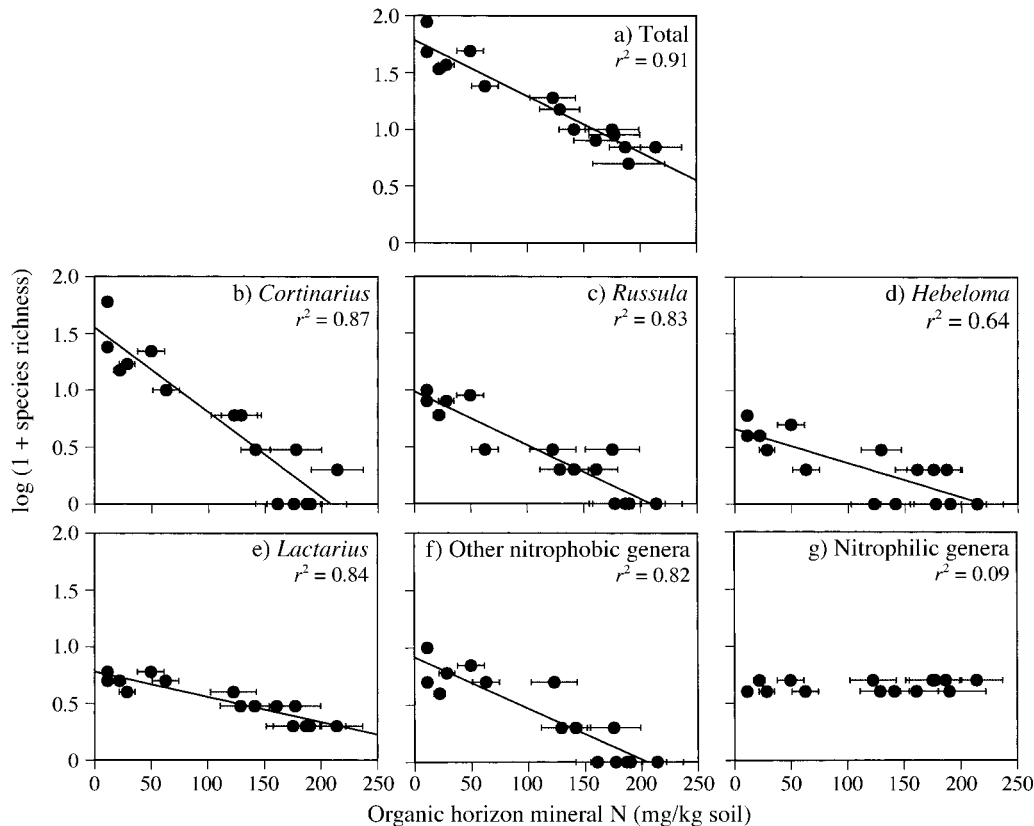 2.0
a) Total
r² = 0.91
1.5
1.0
0.5
0
log (1 + species richness)
2.0
b) Cortinarius
r² = 0.87
c) Russula
r² = 0.83
d) Hebeloma
r² = 0.64
1.5
1.0
0.5
0
2.0
e) Lactarius
r² = 0.84
f) Other nitrophobic genera
r² = 0.82
g) Nitrophilic genera
r² = 0.09
1.5
1.0
0.5
0
0 50 100 150 200 250 0 50 100 150 200 250 0 50 100 150 200 250
Organic horizon mineral N (mg/kg soil)